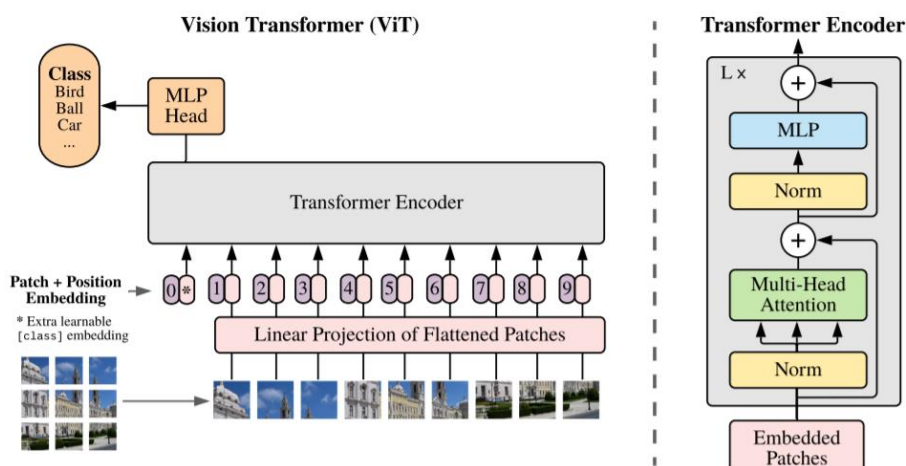 Vision Transformer (ViT)
Class
Bird
Ball
Car
...
MLP
Head
Transformer Encoder
0 * 1 2 3 4 5 6 7 8 9
Patch + Position
Embedding
* Extra learnable
[class] embedding
Linear Projection of Flattened Patches
Transformer Encoder
L x
+
MLP
Norm
+
Multi-Head
Attention
Norm
Embedded
Patches